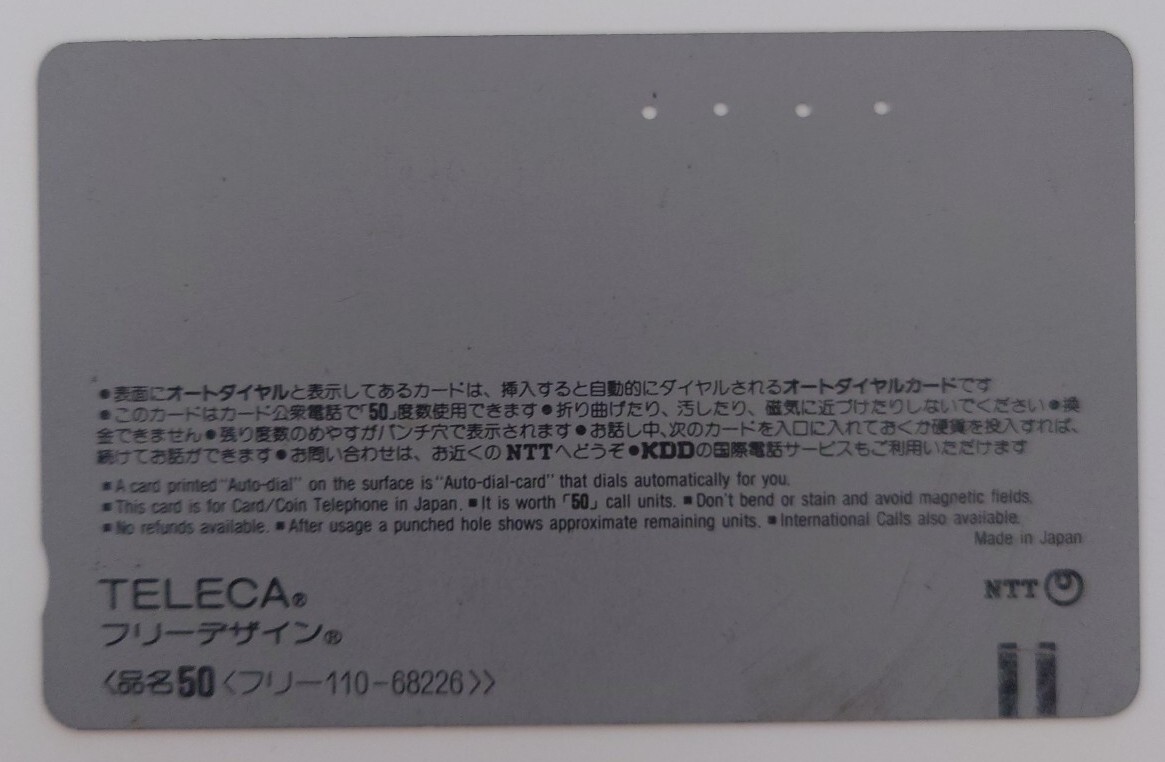 ●表面にオートダイヤルと表示してあるカードは、挿入すると自動的にダイヤルされるオートダイヤルカードです
●このカードはカード公衆電話で「50」度数使用できます●折り曲げたり、汚したり、磁気に近づけたりしないでください●換
金できません●残り度数のめやすがパンチ穴で表示されます●お話し中、次のカードを入口に入れておくか硬貨を投入すれば、
続けてお話ができます●お問い合わせは、お近くのNTTへどうぞ●KDDの国際電話サービスもご利用いただけます
■A card printed "Auto-dial" on the surface is "Auto-dial-card" that dials automatically for you.
■This card is for Card/Coin Telephone in Japan. ■It is worth「50」call units. ■Don't bend or stain and avoid magnetic fields.
■No refunds available. ■After usage a punched hole shows approximate remaining units. ■International Calls also available.
Made in Japan
TELECA®
NTT
フリーデザイン®
〈品名50〈フリー110-68226〉〉